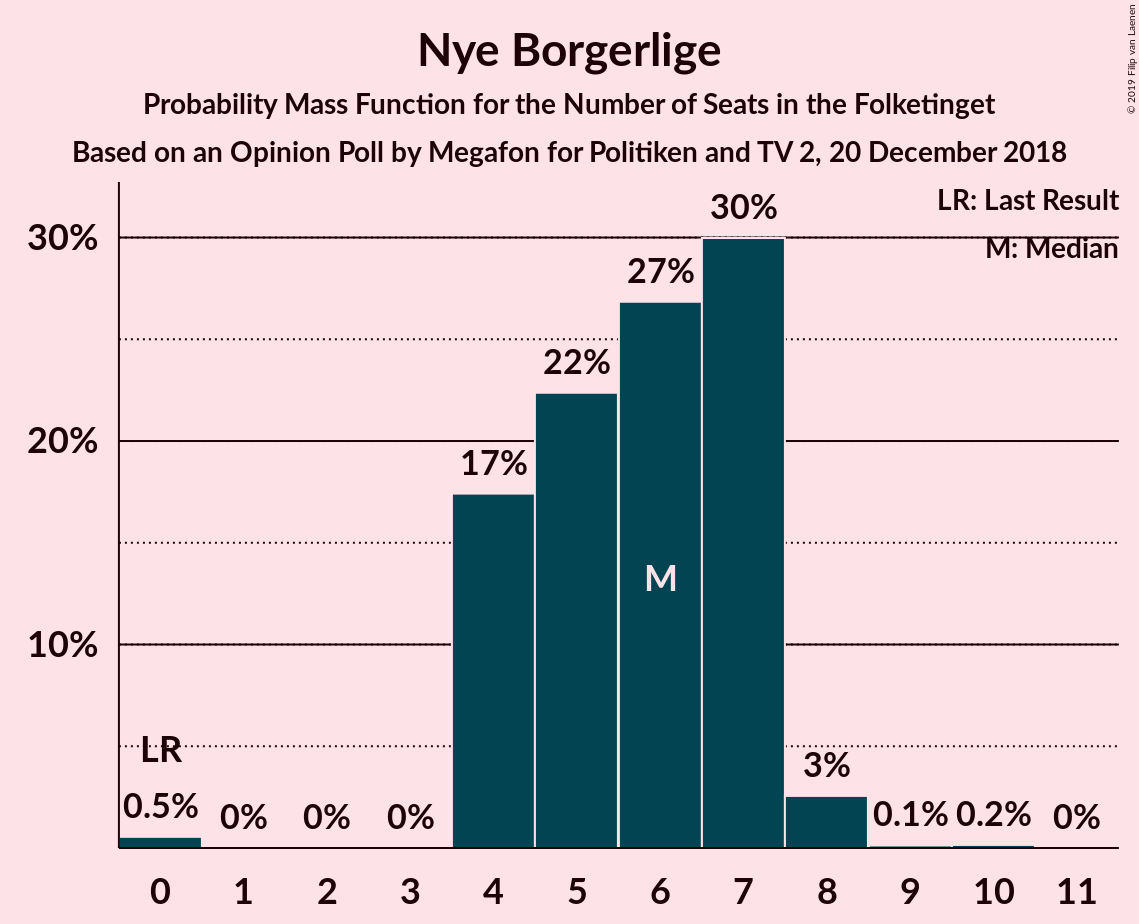 Nye Borgerlige
Probability Mass Function for the Number of Seats in the Folketinget
Based on an Opinion Poll by Megafon for Politiken and TV 2, 20 December 2018
© 2019 Filip van Laenen
LR: Last Result
M: Median
30%
20%
10%
LR
0.5%
0%
0%
0%
17%
22%
27%
30%
3%
0.1%
0.2%
0%
M
0 1 2 3 4 5 6 7 8 9 10 11